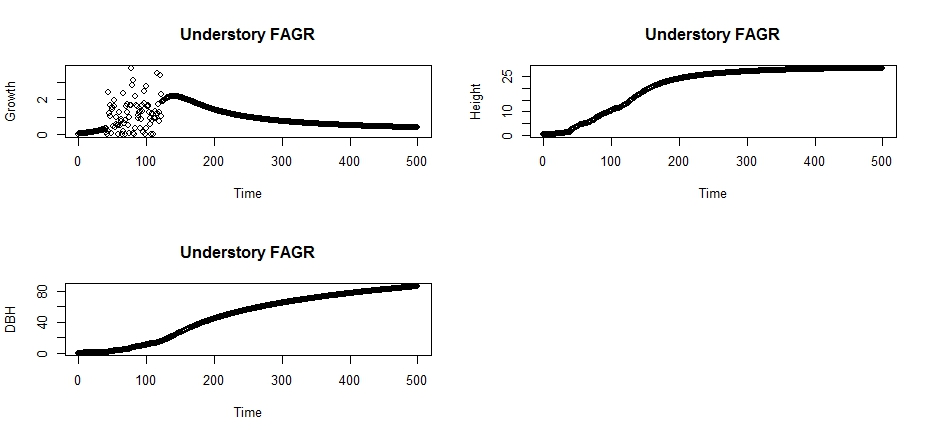 Understory FAGR
Growth
0 2
0 100 200 300 400 500
Time
Understory FAGR
Height
0 10 25
0 100 200 300 400 500
Time
Understory FAGR
DBH
0 40 80
0 100 200 300 400 500
Time